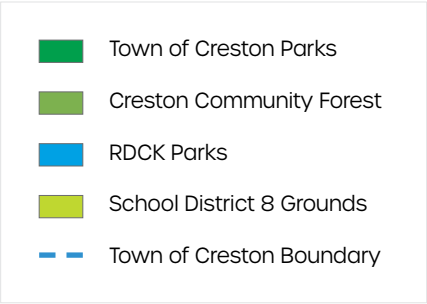 Town of Creston Parks
Creston Community Forest
RDCK Parks
School District 8 Grounds
Town of Creston Boundary